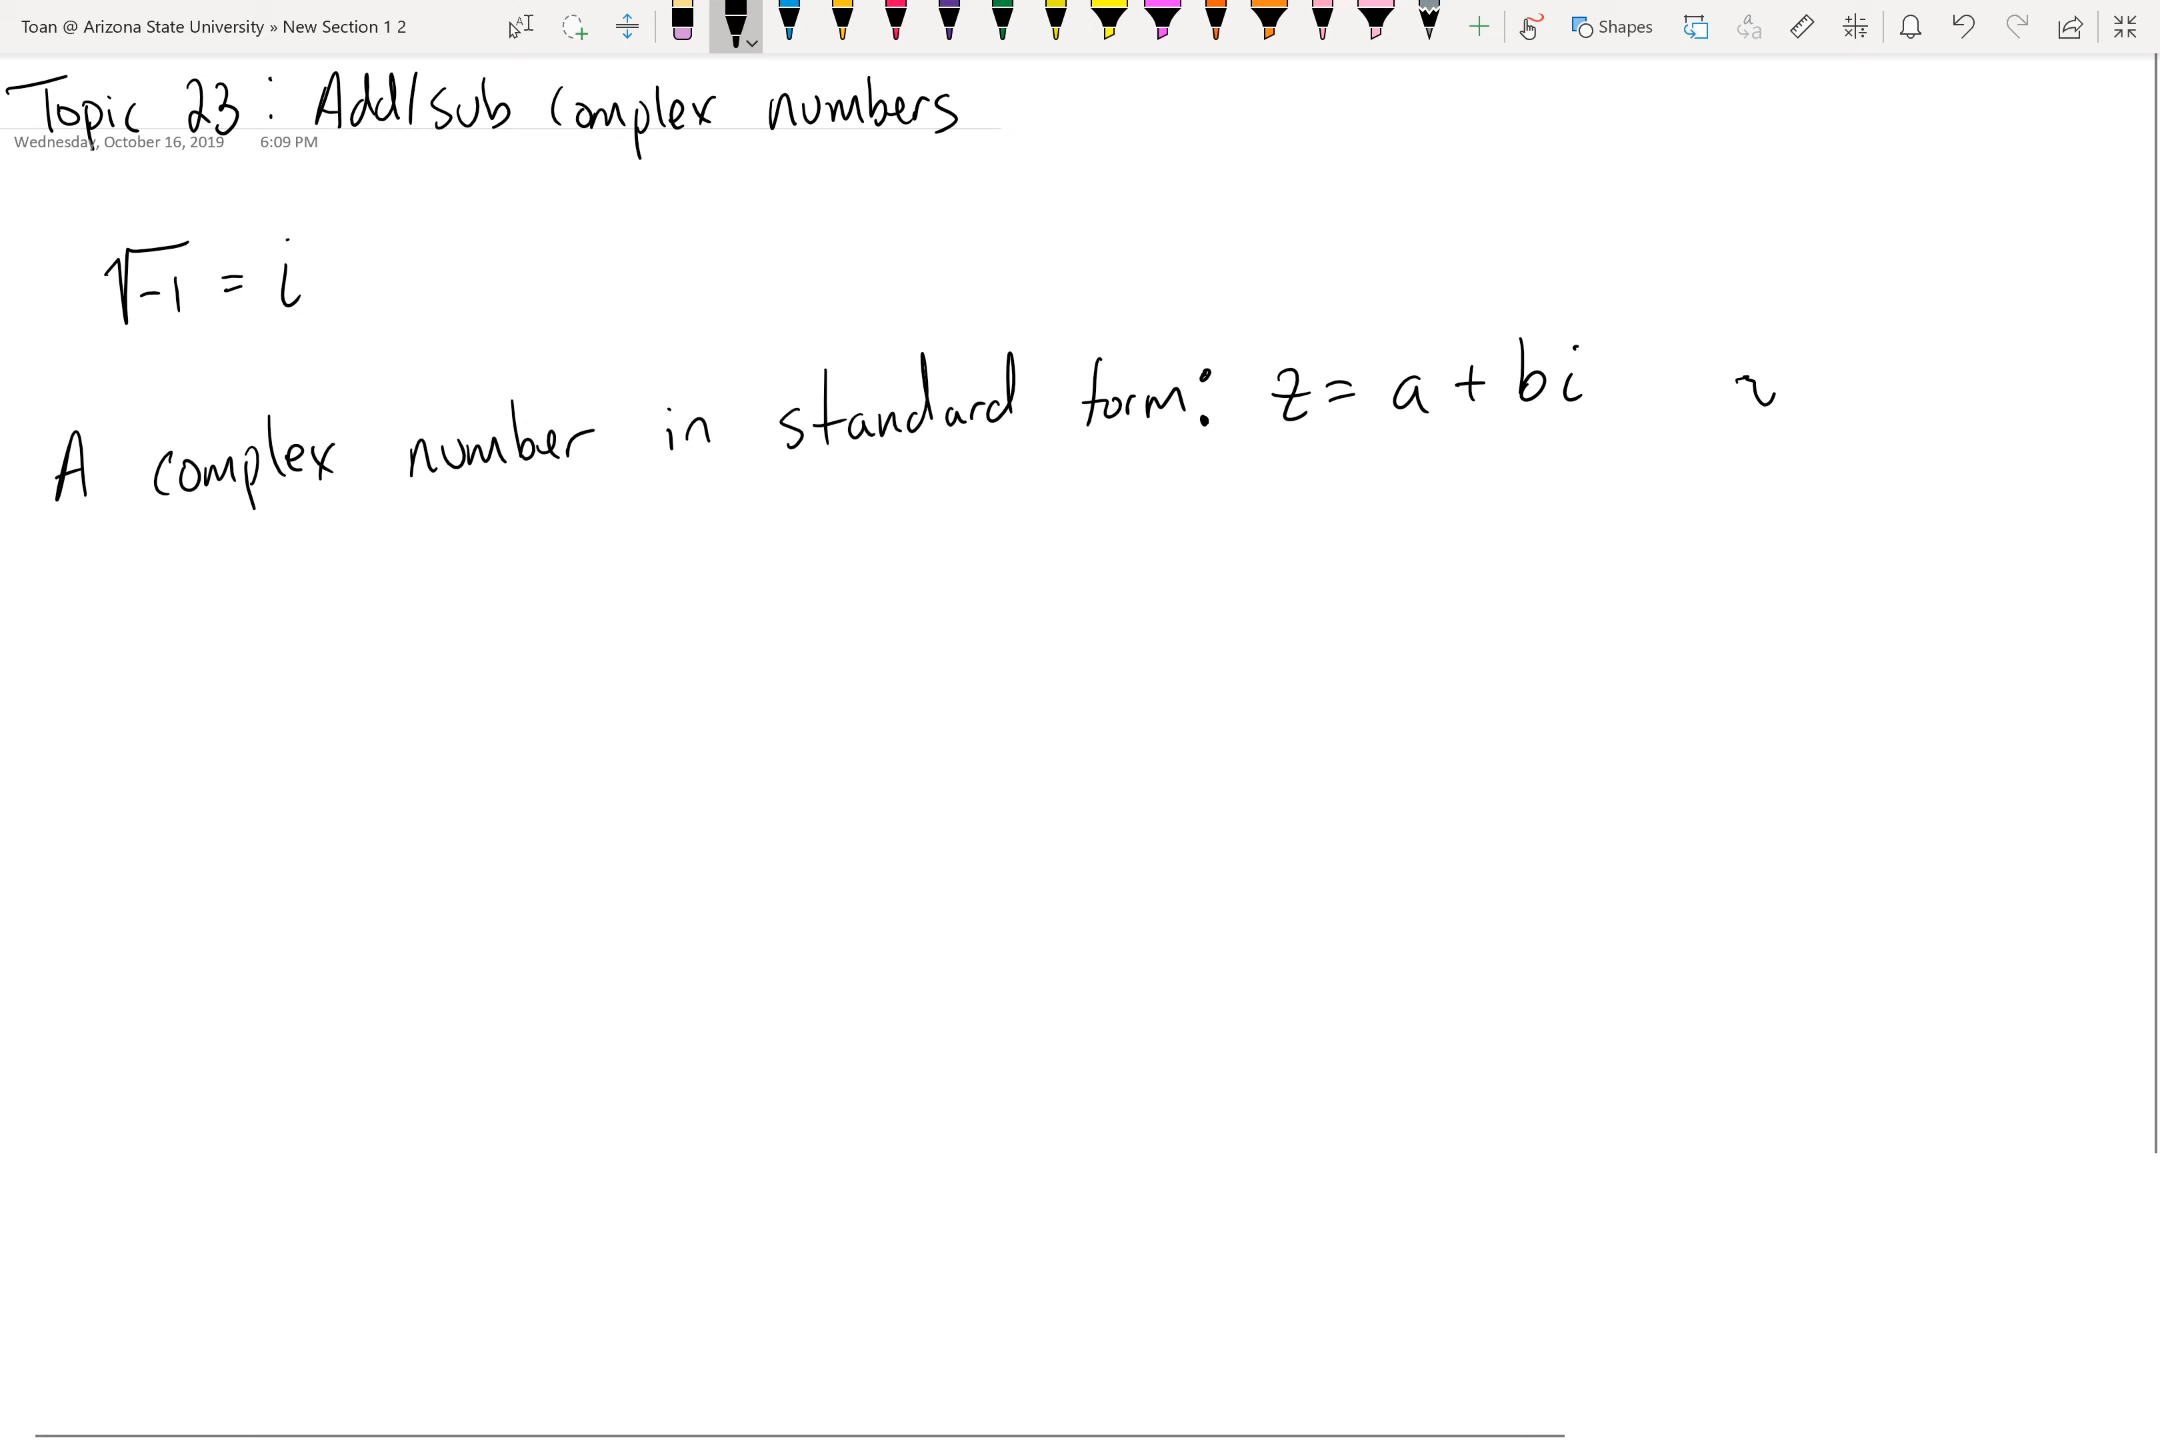 Toan @ Arizona State University » New Section 1 2
Shapes
Topic 23: Add/sub complex numbers
Wednesday, October 16, 2019 6:09 PM
√-1 = i
A complex number in standard form: z = a + bi